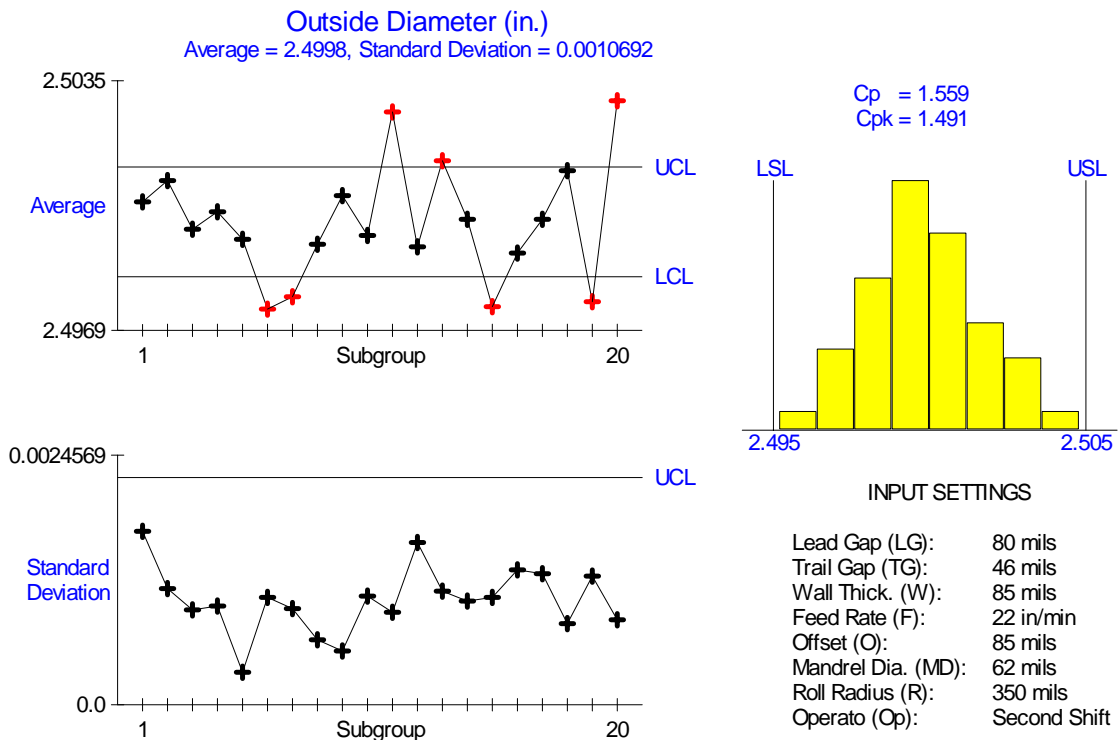 Outside Diameter (in.)
Average = 2.4998, Standard Deviation = 0.0010692
2.5035
UCL
Average
LCL
2.4969
1
Subgroup
20
0.0024569
UCL
Standard
Deviation
0.0
1
Subgroup
20
Cp = 1.559
Cpk = 1.491
LSL
USL
2.495
2.505
INPUT SETTINGS
Lead Gap (LG): 80 mils
Trail Gap (TG): 46 mils
Wall Thick. (W): 85 mils
Feed Rate (F): 22 in/min
Offset (O): 85 mils
Mandrel Dia. (MD): 62 mils
Roll Radius (R): 350 mils
Operato (Op): Second Shift